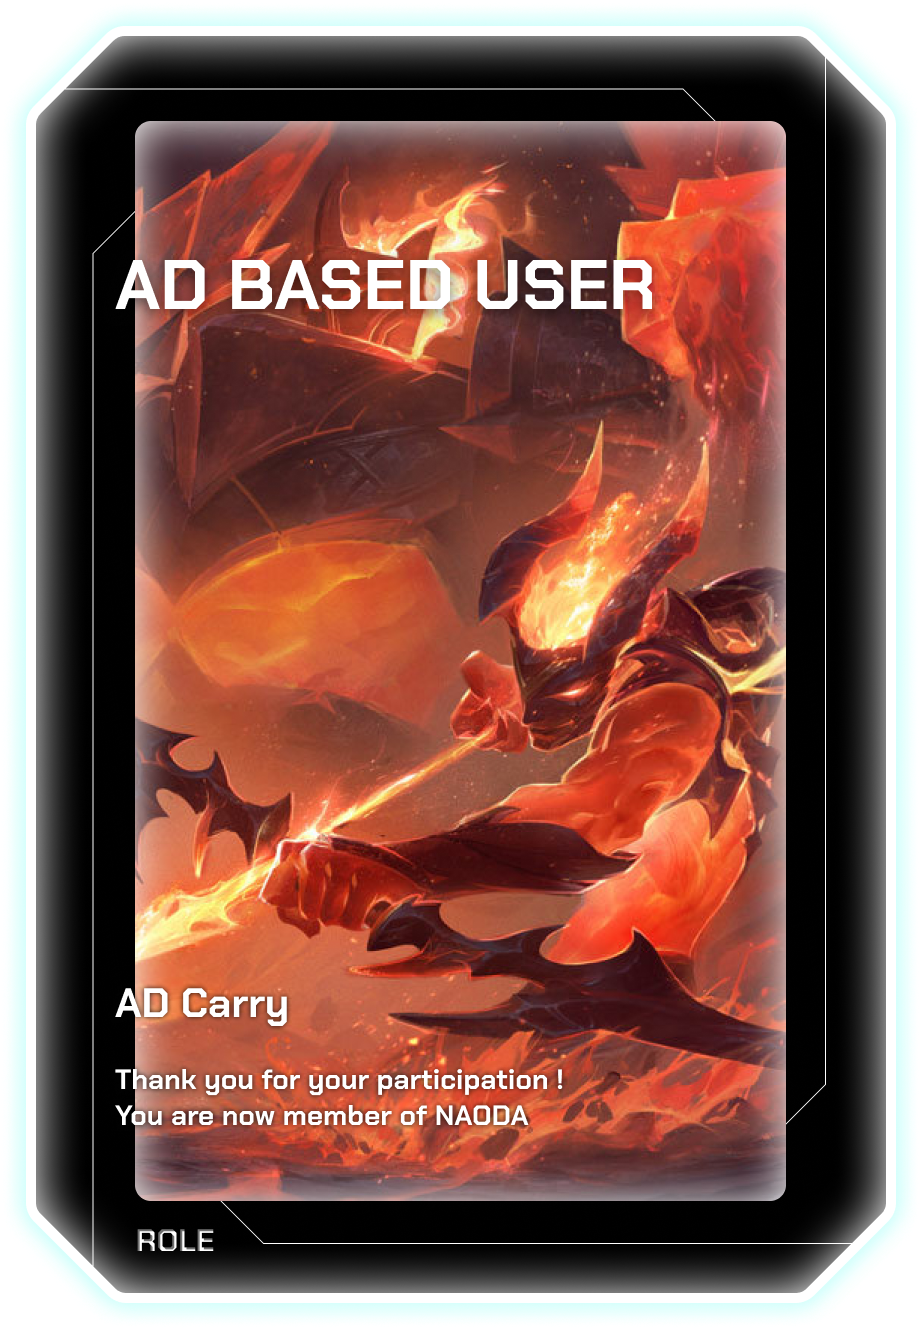 AD BASED USER
AD Carry
Thank you for your participation !
You are now member of NAODA
ROLE